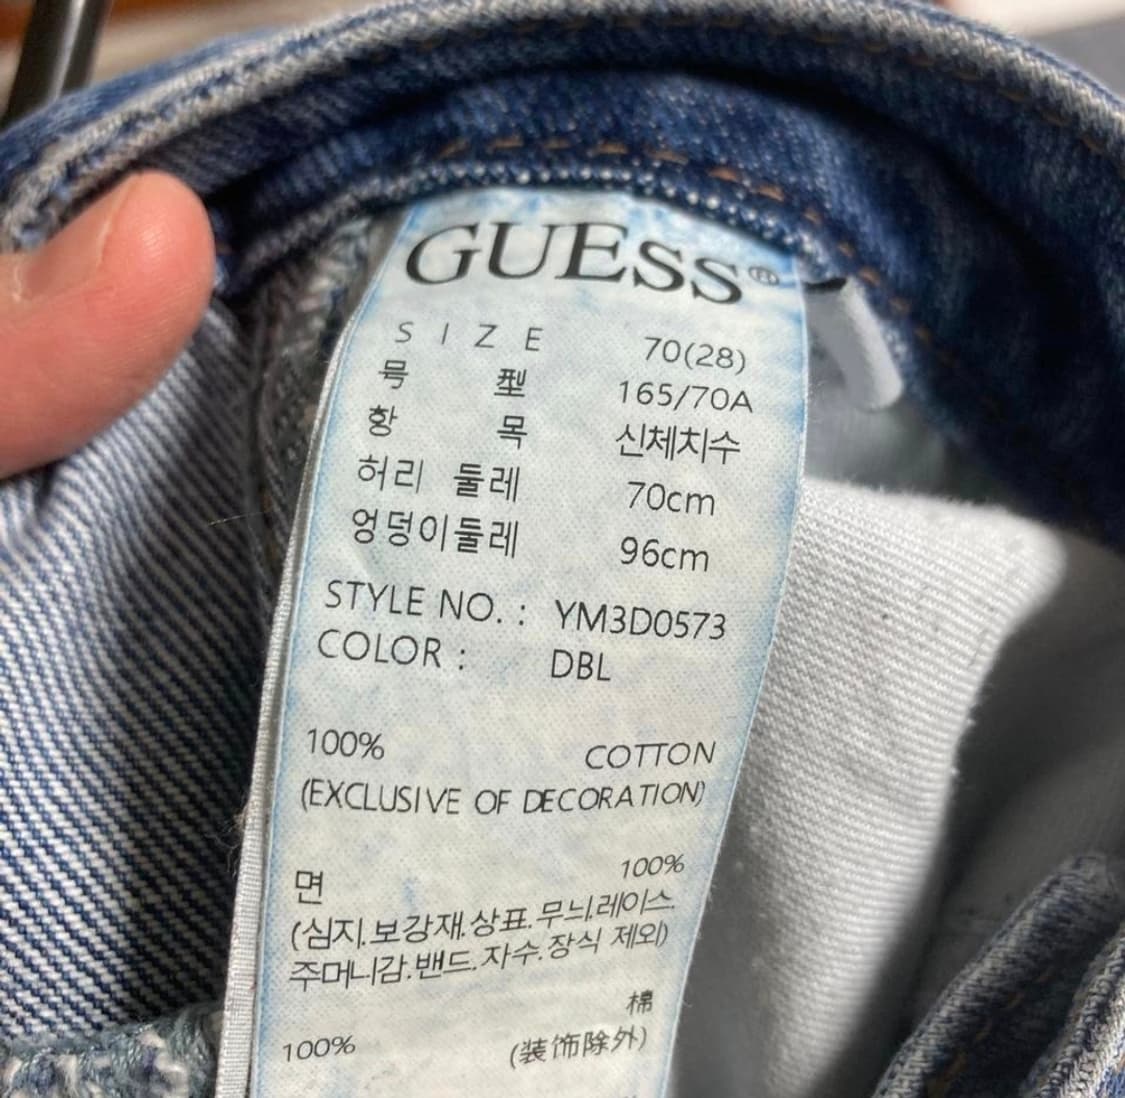 GUESS®
SIZE 70(28)
号型 165/70A
항목 신체치수
허리 둘레 70cm
엉덩이둘레 96cm
STYLE NO. : YM3D0573
COLOR : DBL
100% COTTON
(EXCLUSIVE OF DECORATION)
면 100%
(심지.보강재.상표.무늬.레이스.
주머니감.밴드.자수.장식 제외)
棉
100% (装饰除外)